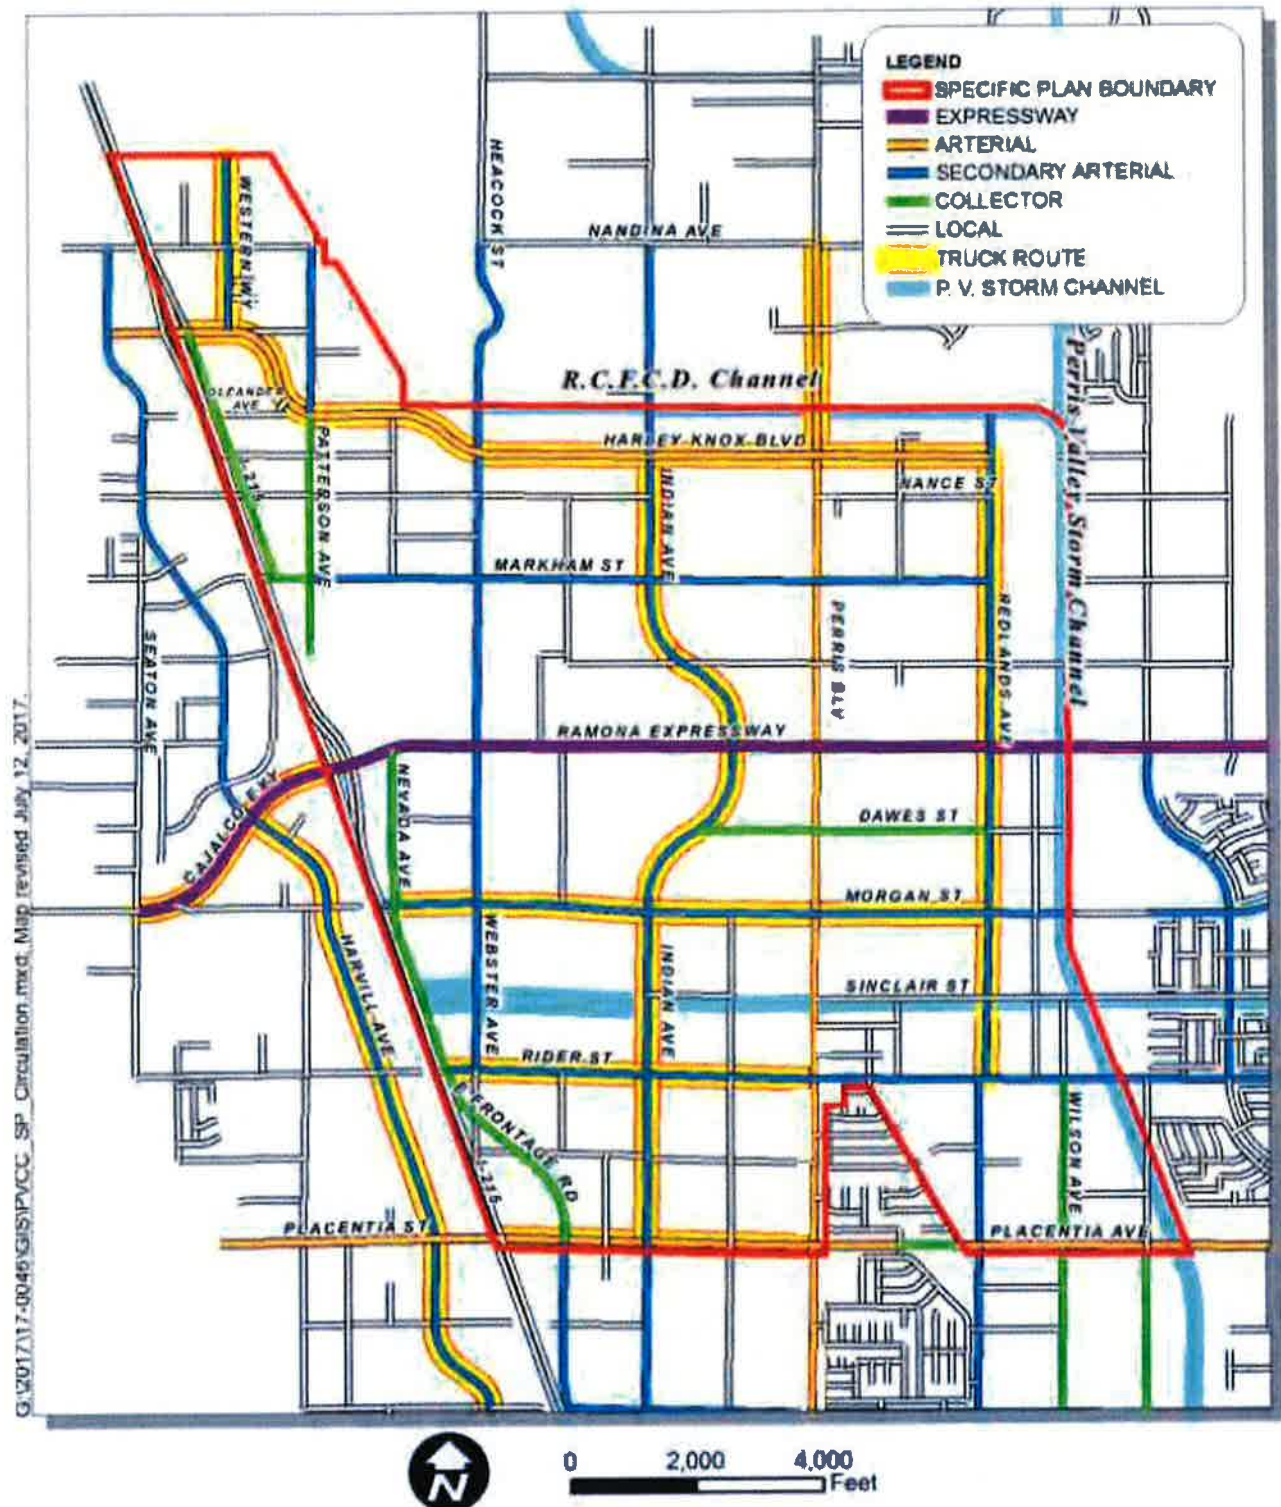 LEGEND
SPECIFIC PLAN BOUNDARY
EXPRESSWAY
ARTERIAL
SECONDARY ARTERIAL
COLLECTOR
LOCAL
TRUCK ROUTE
P. V. STORM CHANNEL
HEACOCK ST
WESTERN WY
NANDINA AVE
R.C.F.C.D. Channel
Perris Valley Storm Channel
OLEANDER
AVE
HARLEY KNOX BLVD
PATTERSON AVE
I-215
INDIAN AVE
NANCE ST
MARKHAM ST
SEATON AVE
PERRIS BLV
REDLANDS AVE
RAMONA EXPRESSWAY
CAJALCO EXY
NEVADA AVE
DAWES ST
MORGAN ST
HARVILL AVE
WEBSTER AVE
INDIAN AVE
SINCLAIR ST
RIDER ST
E FRONTAGE RD
WILSON AVE
I-215
PLACENTIA ST
PLACENTIA AVE
G:\2017\17-0046\GIS\PVCC_SP_Circulation.mxd; Map revised July 12, 2017.
N
0 2,000 4,000
Feet